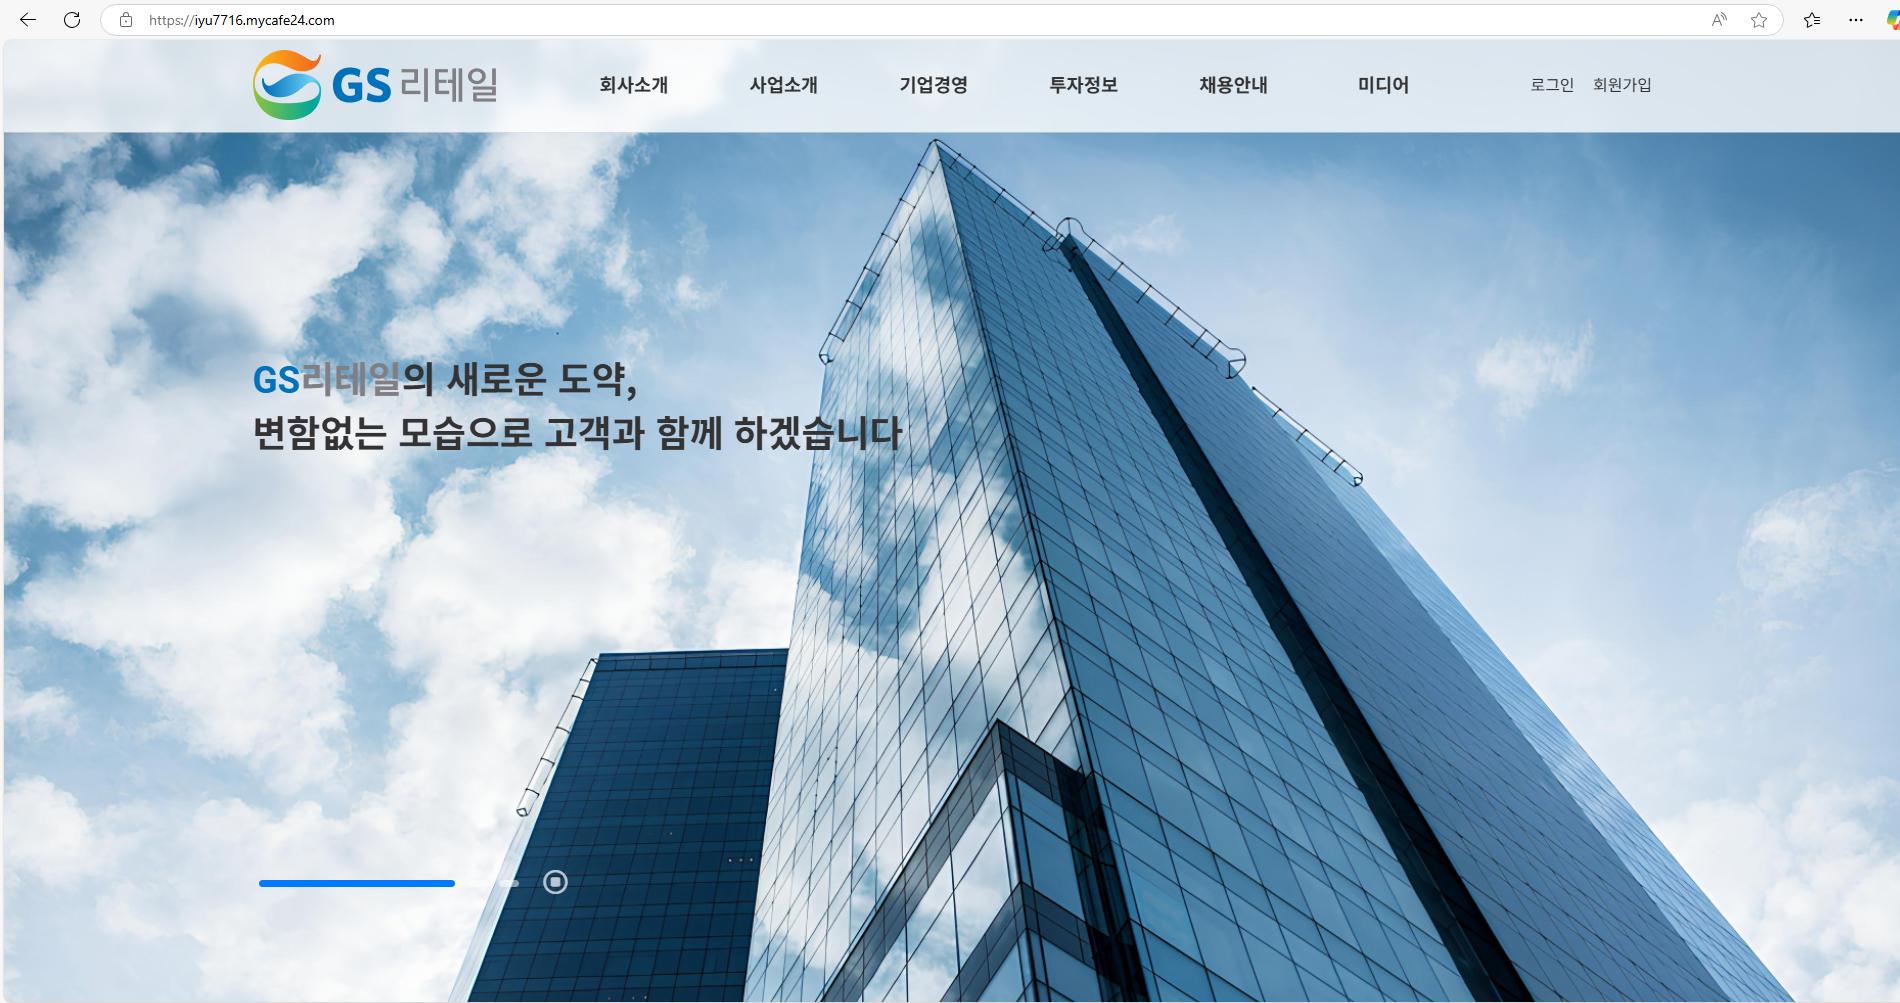 https://iyu7716.mycafe24.com
GS 리테일
회사소개 사업소개 기업경영 투자정보 채용안내 미디어 로그인 회원가입
GS리테일의 새로운 도약,
변함없는 모습으로 고객과 함께 하겠습니다